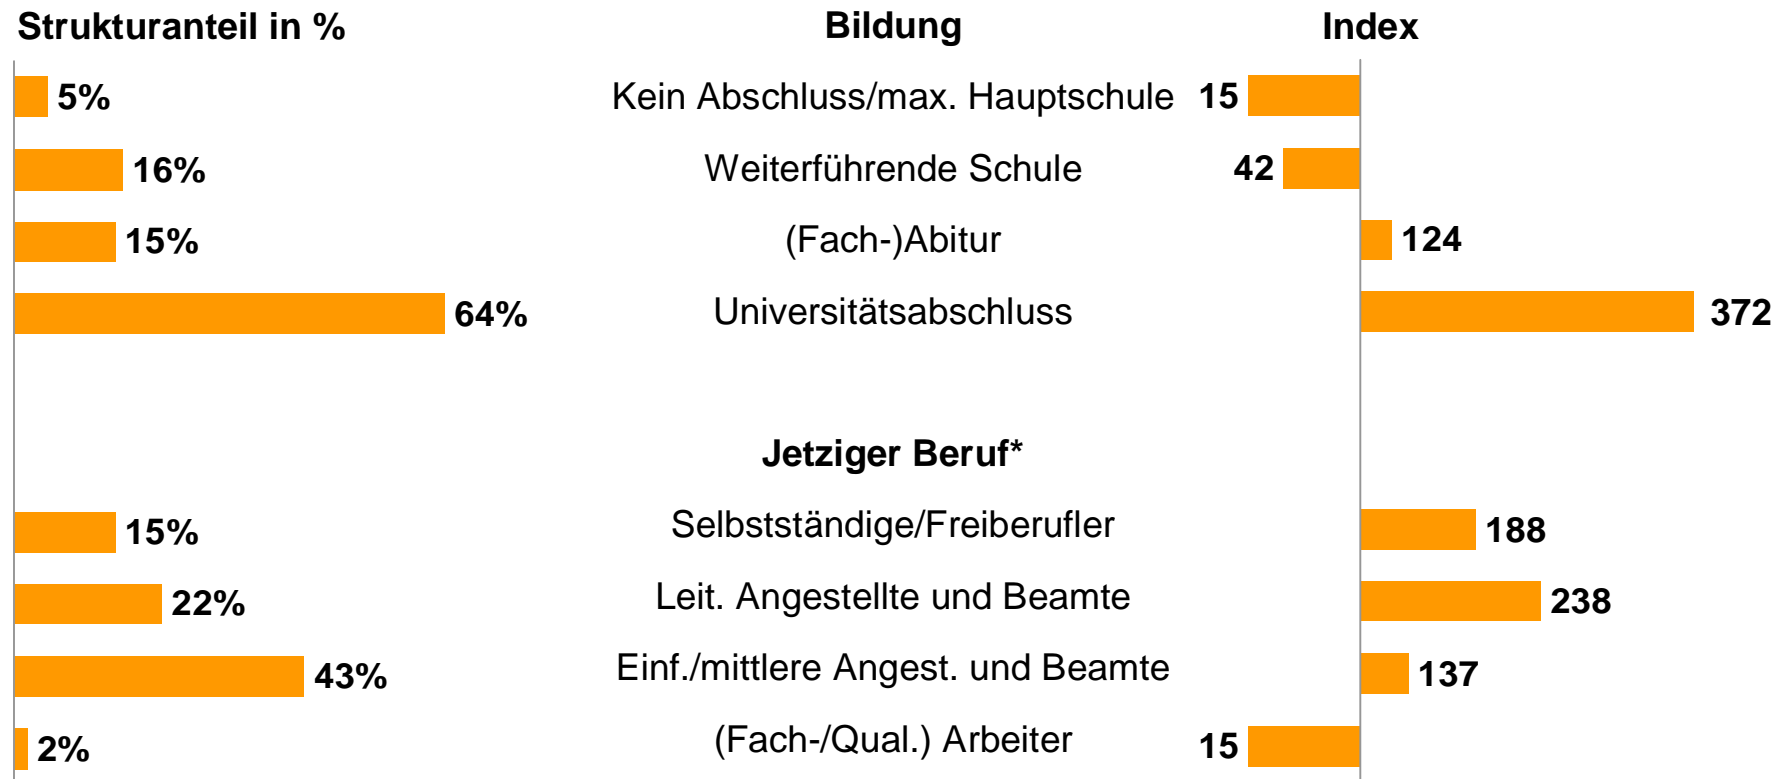 Strukturanteil in % Bildung Index
5% Kein Abschluss/max. Hauptschule 15
16% Weiterführende Schule 42
15% (Fach-)Abitur 124
64% Universitätsabschluss 372
Jetziger Beruf*
15% Selbstständige/Freiberufler 188
22% Leit. Angestellte und Beamte 238
43% Einf./mittlere Angest. und Beamte 137
2% (Fach-/Qual.) Arbeiter 15